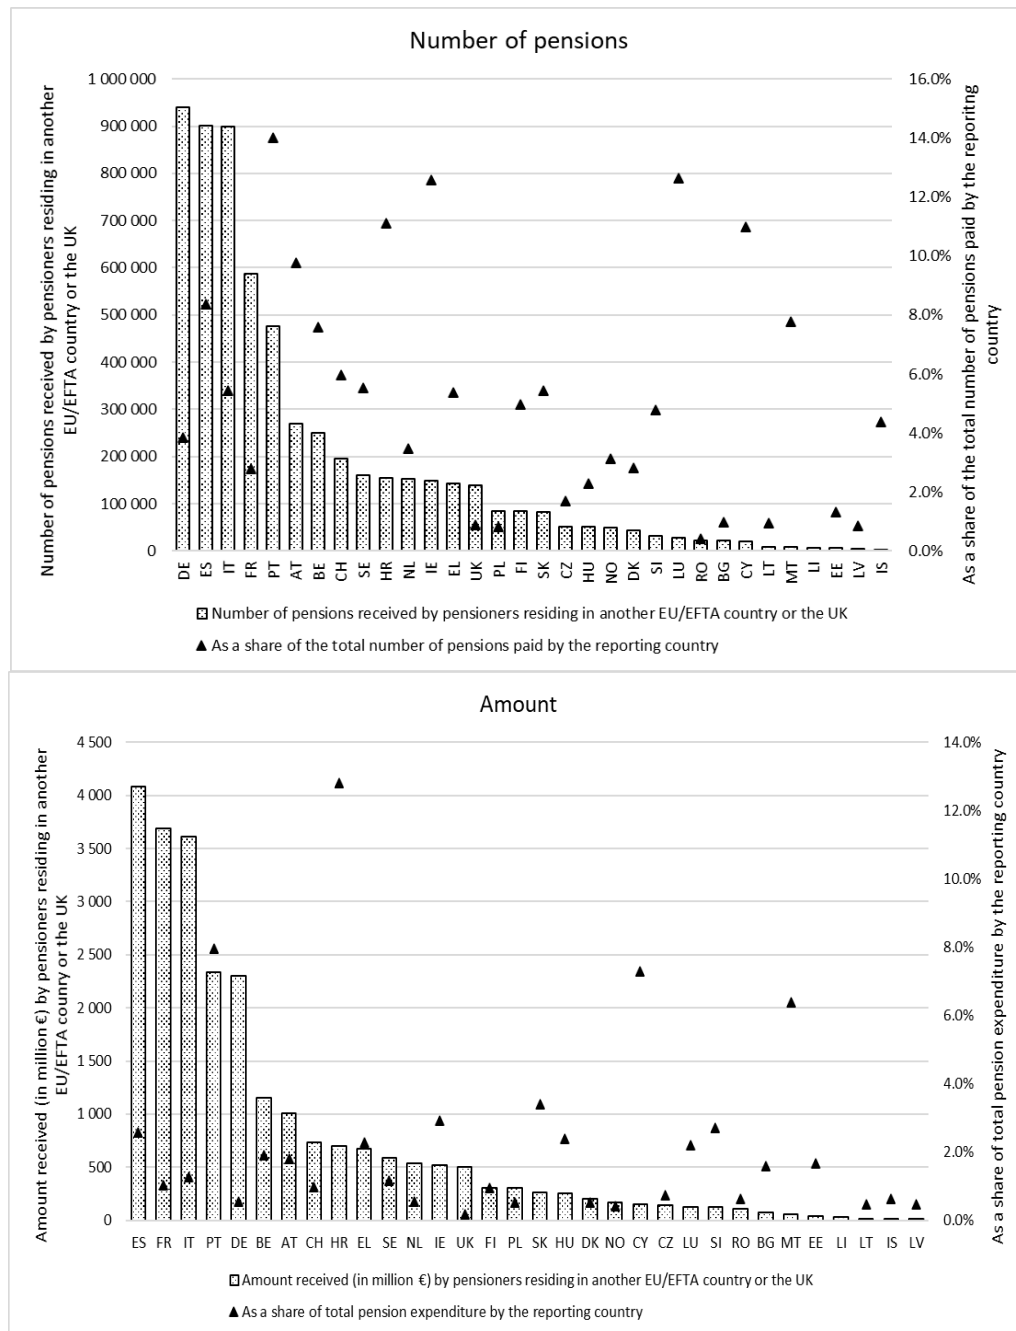 Number of pensions
Number of pensions received by pensioners residing in another
EU/EFTA country or the UK
1 000 000
900 000
800 000
700 000
600 000
500 000
400 000
300 000
200 000
100 000
0
16.0%
14.0%
12.0%
10.0%
8.0%
6.0%
4.0%
2.0%
0.0%
As a share of the total number of pensions paid by the reporitng
country
DE ES IT FR PT AT BE CH SE HR NL IE EL UK PL FI SK CZ HU NO DK SI LU RO BG CY LT MT LI EE LV IS
Number of pensions received by pensioners residing in another EU/EFTA country or the UK
As a share of the total number of pensions paid by the reporting country
Amount
Amount received (in million €) by pensioners residing in another
EU/EFTA counry or the UK
4 500
4 000
3 500
3 000
2 500
2 000
1 500
1 000
500
0
14.0%
12.0%
10.0%
8.0%
6.0%
4.0%
2.0%
0.0%
As a share of total pension expenditure by the reporting country
ES FR IT PT DE BE AT CH HR EL SE NL IE UK FI PL SK HU DK NO CY CZ LU SI RO BG MT EE LI LT IS LV
Amount received (in million €) by pensioners residing in another EU/EFTA country or the UK
As a share of total pension expenditure by the reporting country